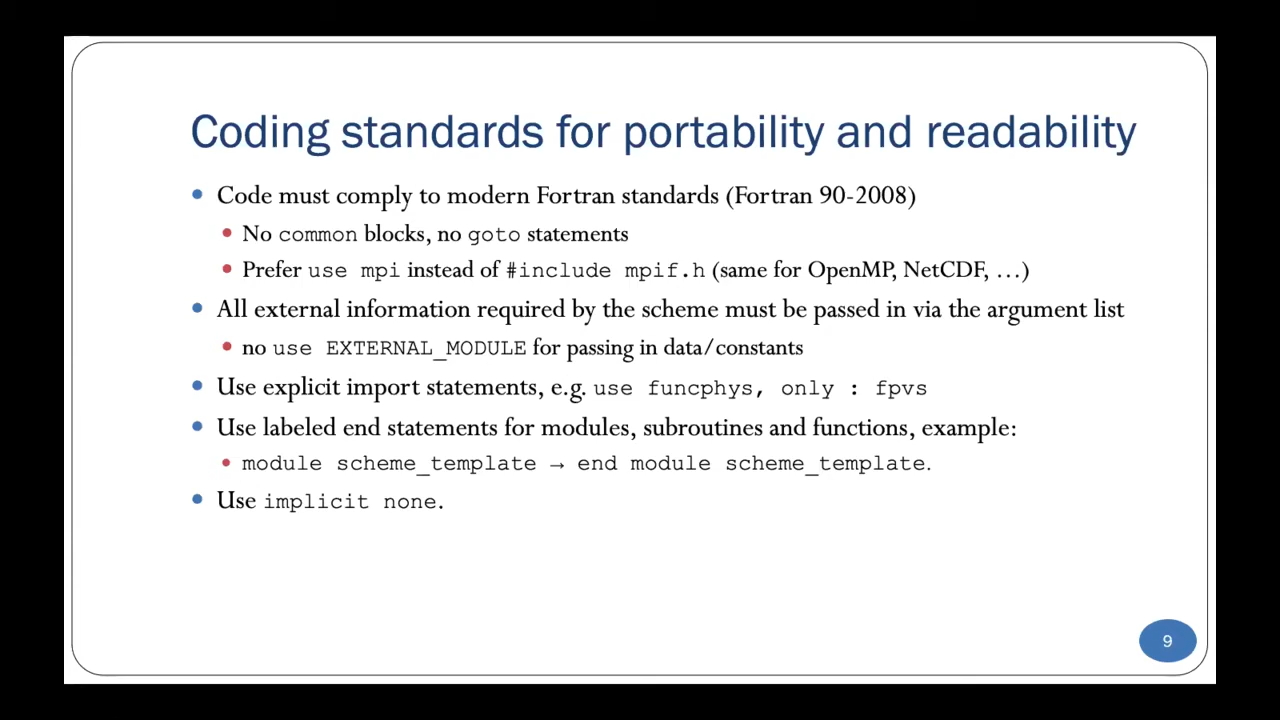 Coding standards for portability and readability
• Code must comply to modern Fortran standards (Fortran 90-2008)
• No common blocks, no goto statements
• Prefer use mpi instead of #include mpif.h (same for OpenMP, NetCDF, …)
• All external information required by the scheme must be passed in via the argument list
• no use EXTERNAL_MODULE for passing in data/constants
• Use explicit import statements, e.g. use funcphys, only : fpvs
• Use labeled end statements for modules, subroutines and functions, example:
• module scheme_template → end module scheme_template.
• Use implicit none.
9